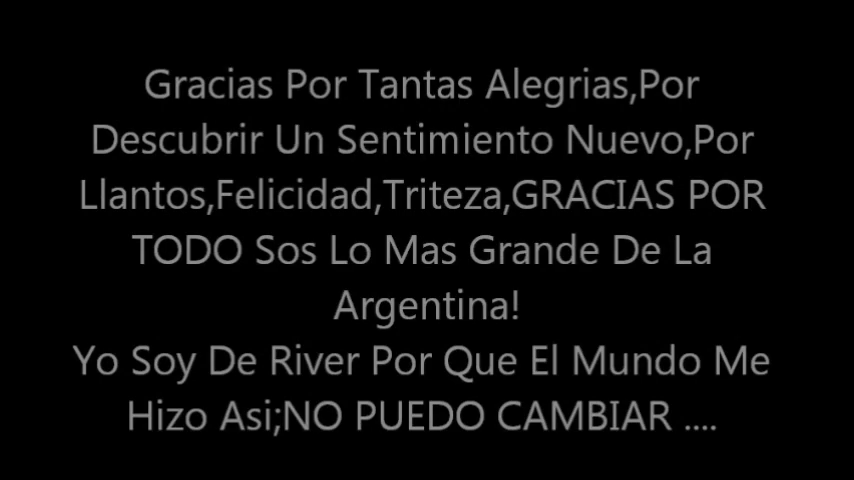 Gracias Por Tantas Alegrias,Por
Descubrir Un Sentimiento Nuevo,Por
Llantos,Felicidad,Triteza,GRACIAS POR
TODO Sos Lo Mas Grande De La
Argentina!
Yo Soy De River Por Que El Mundo Me
Hizo Asi;NO PUEDO CAMBIAR ....